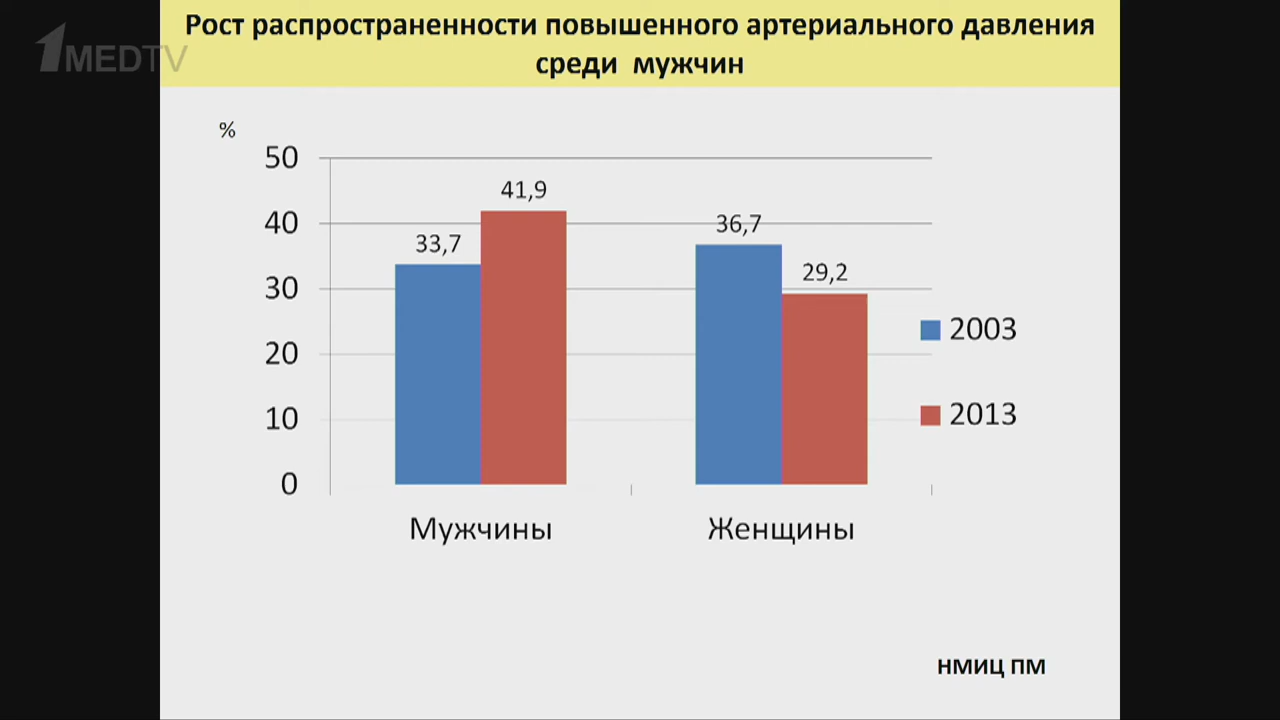 Рост распространенности повышенного артериального давления
среди мужчин
1MEDTV
%
50
40
30
20
10
0
33,7
41,9
36,7
29,2
Мужчины
Женщины
2003
2013
НМИЦ ПМ